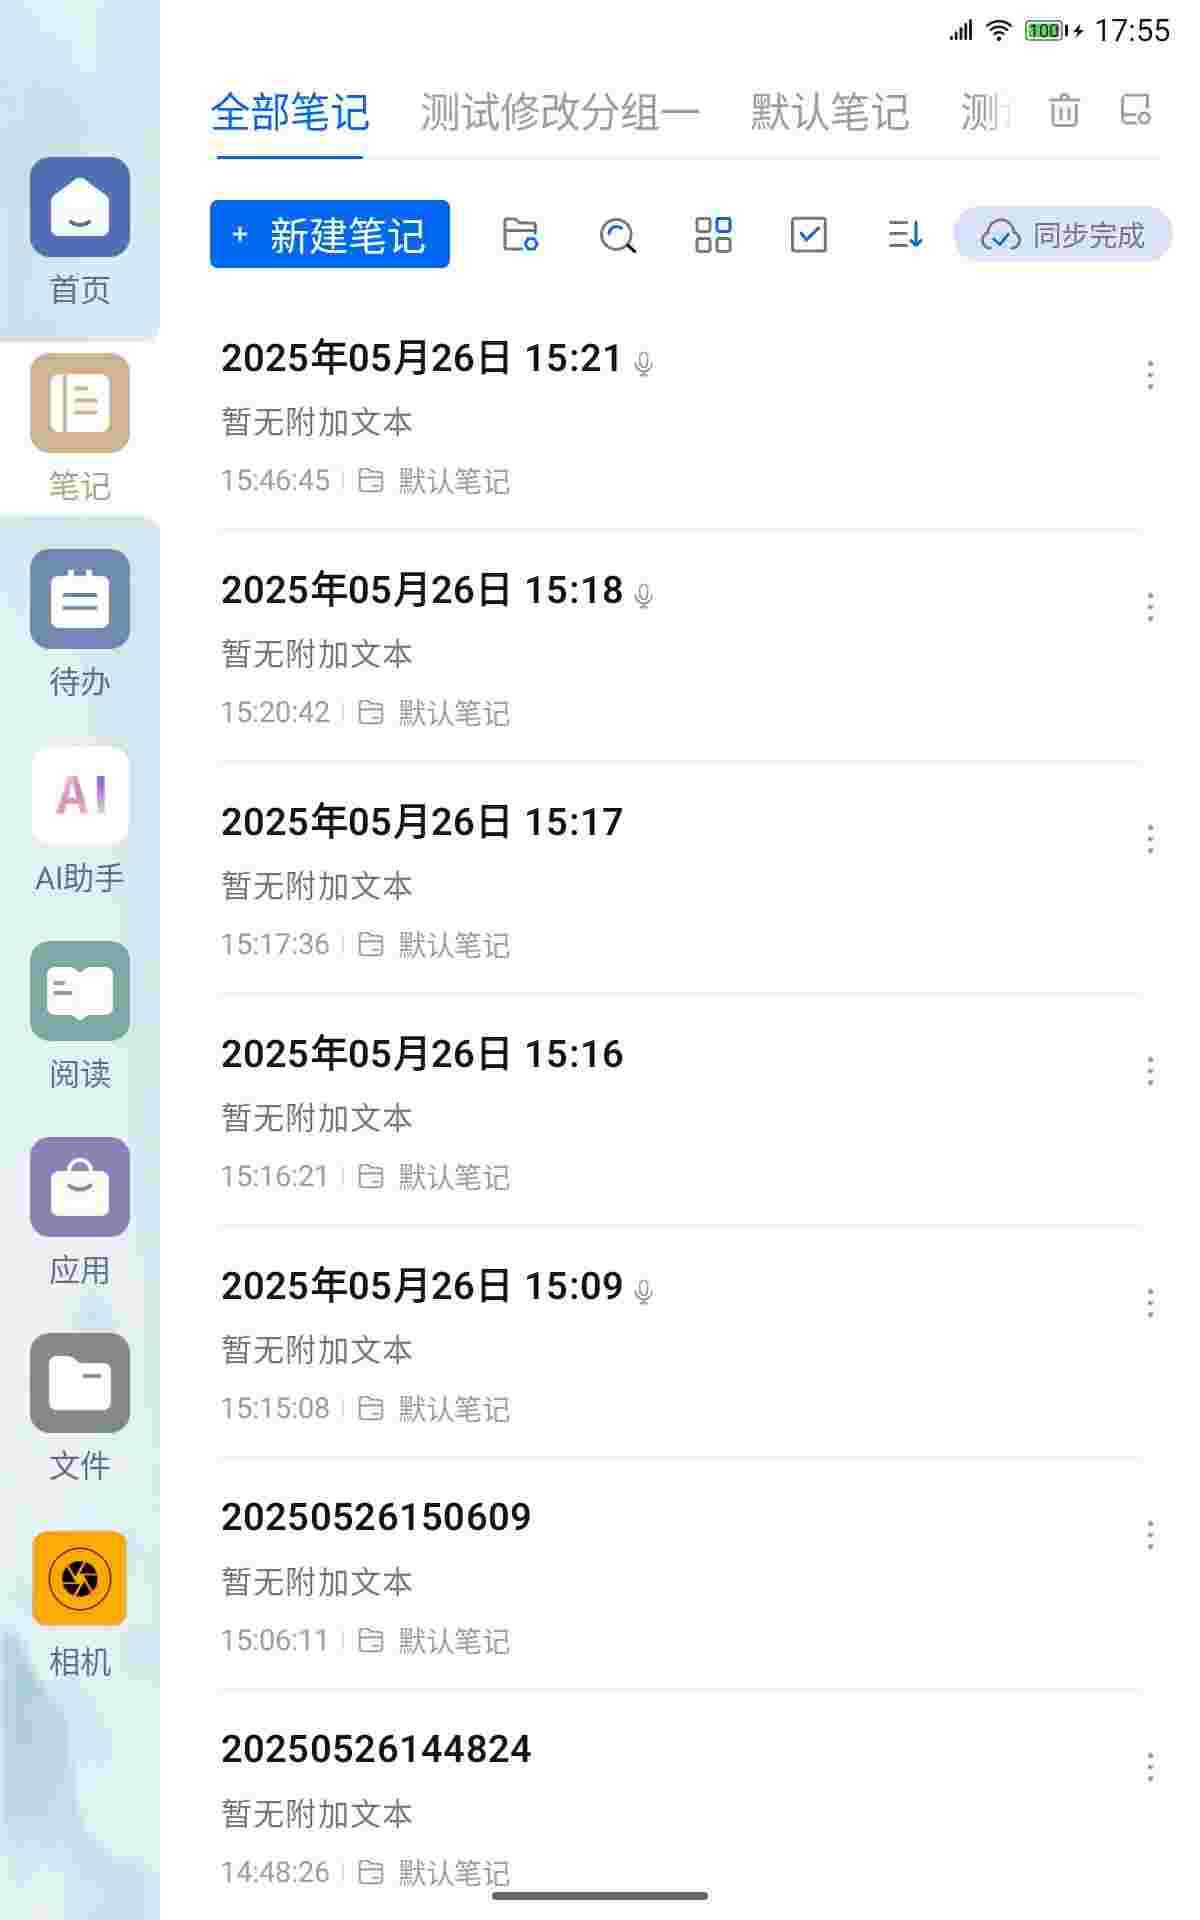 100 17:55
全部笔记 测试修改分组一 默认笔记 测
+ 新建笔记 同步完成
首页
笔记
待办
AI
AI助手
阅读
应用
文件
相机
2025年05月26日 15:21
暂无附加文本
15:46:45 默认笔记
2025年05月26日 15:18
暂无附加文本
15:20:42 默认笔记
2025年05月26日 15:17
暂无附加文本
15:17:36 默认笔记
2025年05月26日 15:16
暂无附加文本
15:16:21 默认笔记
2025年05月26日 15:09
暂无附加文本
15:15:08 默认笔记
20250526150609
暂无附加文本
15:06:11 默认笔记
20250526144824
暂无附加文本
14:48:26 默认笔记